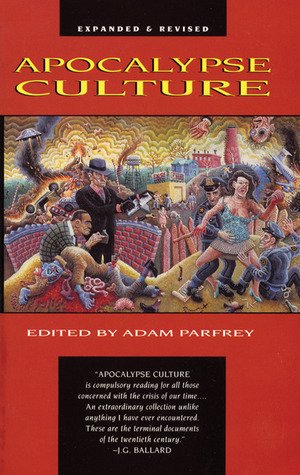 EXPANDED & REVISED
APOCALYPSE
CULTURE
EDITED BY ADAM PARFREY
"APOCALYPSE CULTURE
is compulsory reading for all those
concerned with the crisis of our time....
An extraordinary collection unlike
anything I have ever encountered.
These are the terminal documents
of the twentieth century."
–J.G. BALLARD